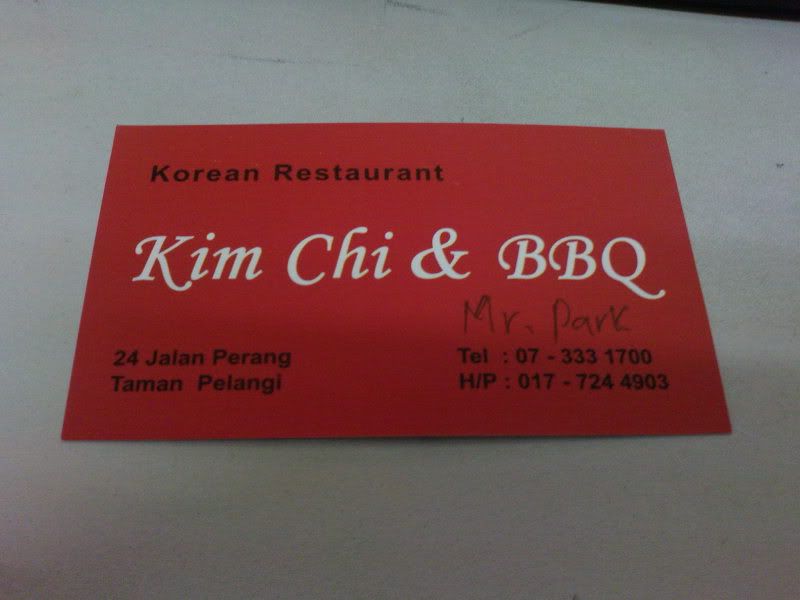 Korean Restaurant
Kim Chi & BBQ
Mr. Park
24 Jalan Perang
Taman Pelangi
Tel : 07 - 333 1700
H/P : 017 - 724 4903